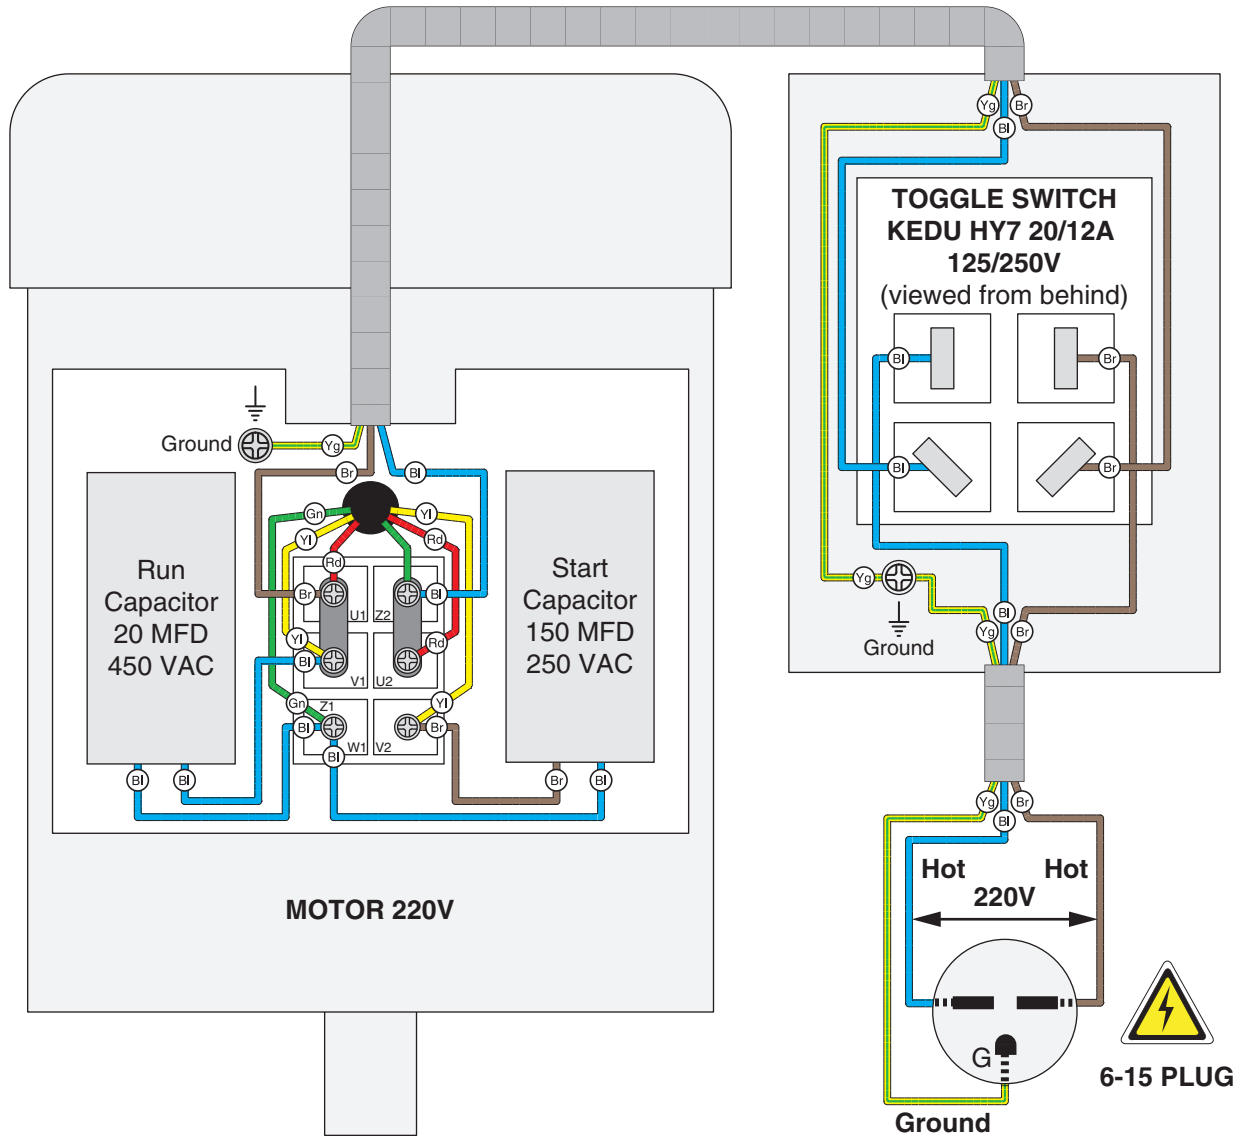 Yg
Br
Bl
TOGGLE SWITCH
KEDU HY7 20/12A
125/250V
(viewed from behind)
Bl
Br
Bl
Br
Ground
Yg
Br
Bl
Gn
Yl
Yl
Rd
Rd
Br
U1
Z2
Bl
Yl
Bl
V1
U2
Rd
Gn
Z1
Yl
Bl
W1
V2
Br
Bl
Run
Capacitor
20 MFD
450 VAC
Start
Capacitor
150 MFD
250 VAC
Bl
Bl
Br
Bl
MOTOR 220V
Yg
Ground
Bl
Yg
Br
Yg
Br
Bl
Hot
Hot
220V
G
6-15 PLUG
Ground